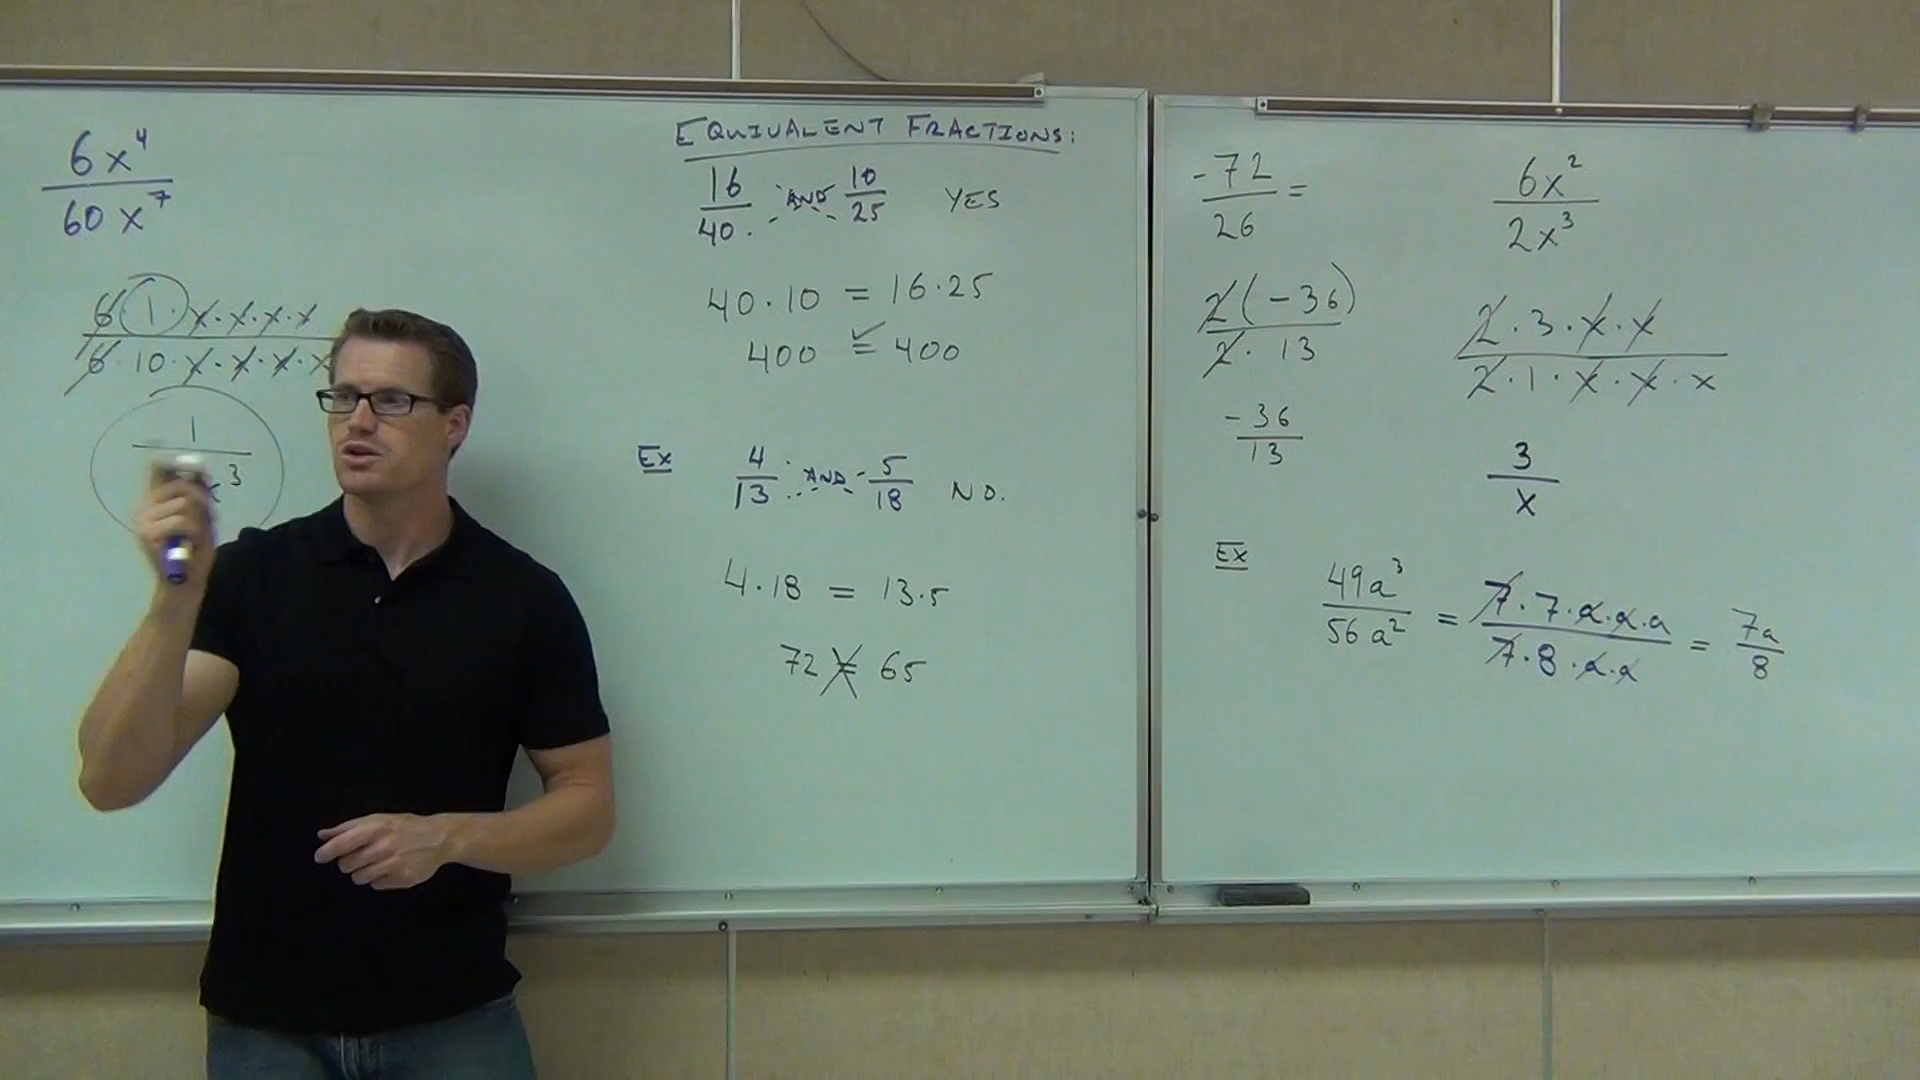 6x⁴
60x⁷
6 1 · x · x · x · x
6 · 10 · x · x · x · x
1
x³
EQUIVALENT FRACTIONS:
16/40 AND 10/25 YES
40 · 10 = 16 · 25
400 = 400
Ex 4/13 AND 5/18 NO.
4 · 18 = 13 · 5
72 = 65
-72/26 =
2(-36)
2 · 13
-36
13
6x²
2x³
2 · 3 · x · x
2 · 1 · x · x · x
3
x
Ex
49a³/56a² = 7 · 7 · a · a · a/7 · 8 · a · a = 7a/8